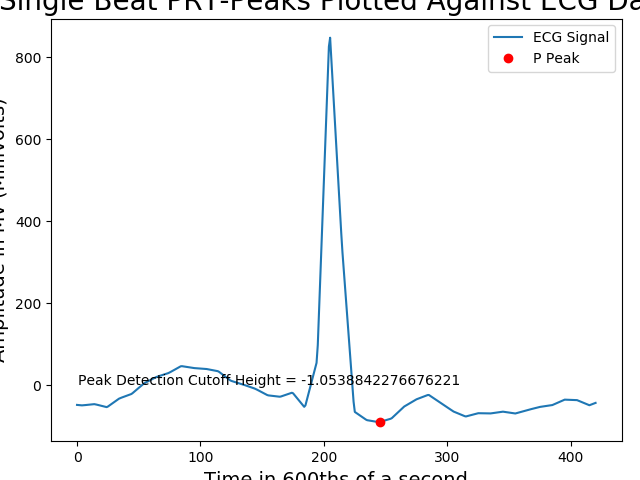 Single Beat PRT-Peaks Plotted Against ECG Da
ECG Signal
P Peak
Amplitude in MV (Millivolts)
800
600
400
200
0
Peak Detection Cutoff Height = -1.0538842276676221
0 100 200 300 400
Time in 600ths of a second